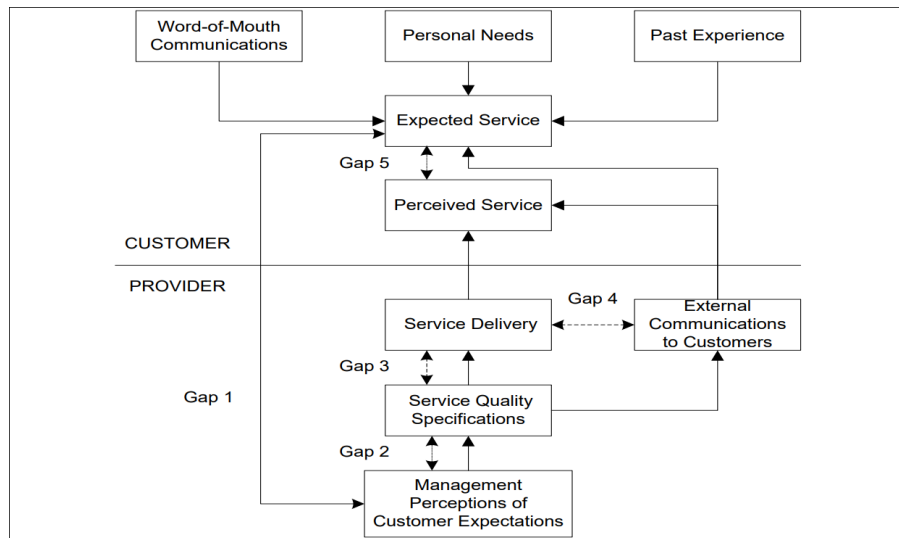 Word-of-Mouth
Communications
Personal Needs
Past Experience
Expected Service
Gap 5
Perceived Service
CUSTOMER
PROVIDER
Gap 4
Service Delivery
External
Communications
to Customers
Gap 3
Gap 1
Service Quality
Specifications
Gap 2
Management
Perceptions of
Customer Expectations